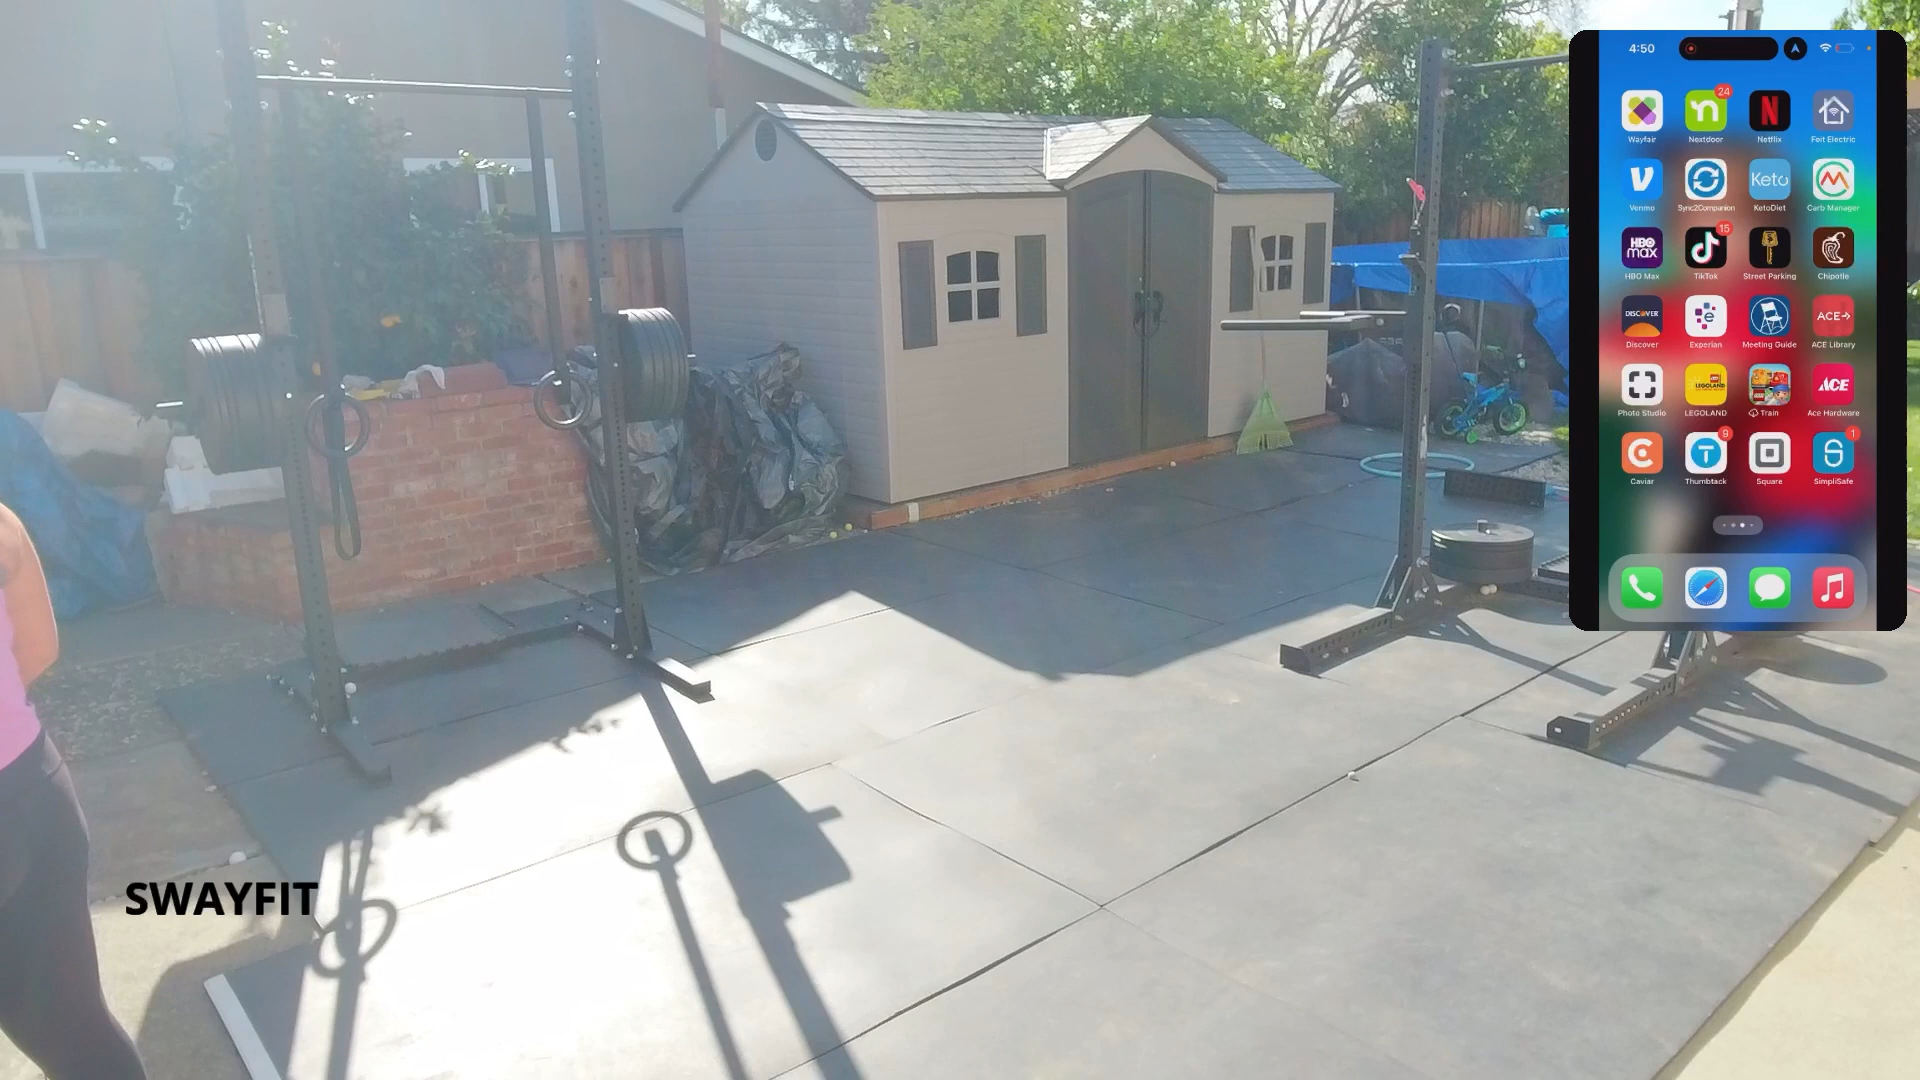 4:50
24
Wayfair Nextdoor Netflix Feit Electric
Keto
Venmo Sync2Companion KetoDiet Carb Manager
HBO
max
15
HBO Max TikTok Street Parking Chipotle
DISCOVER
e
ACE
Discover Experian Meeting Guide ACE Library
LEGOLAND
ACE
Photo Studio LEGOLAND Train Ace Hardware
9
1
Caviar Thumbtack Square SimpliSafe
SWAYFIT